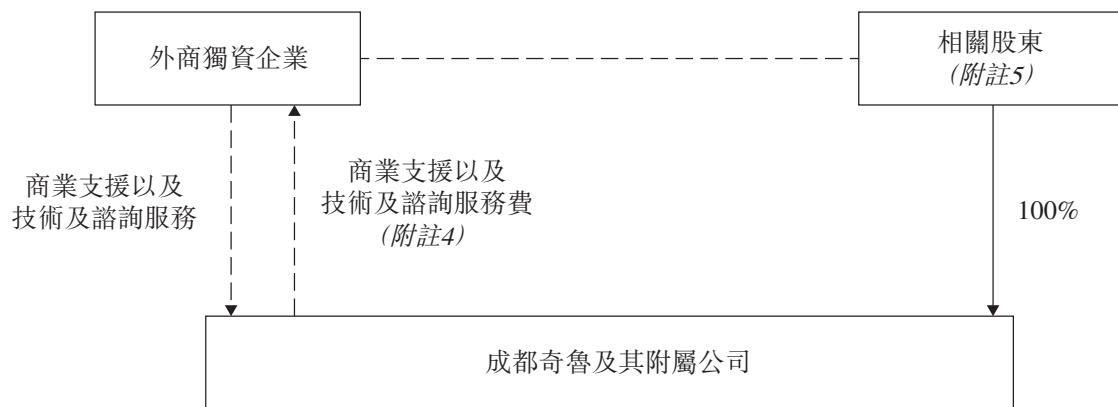 外商獨資企業
相關股東
(附註5)
商業支援以及
技術及諮詢服務
商業支援以及
技術及諮詢服務費
(附註4)
100%
成都奇魯及其附屬公司